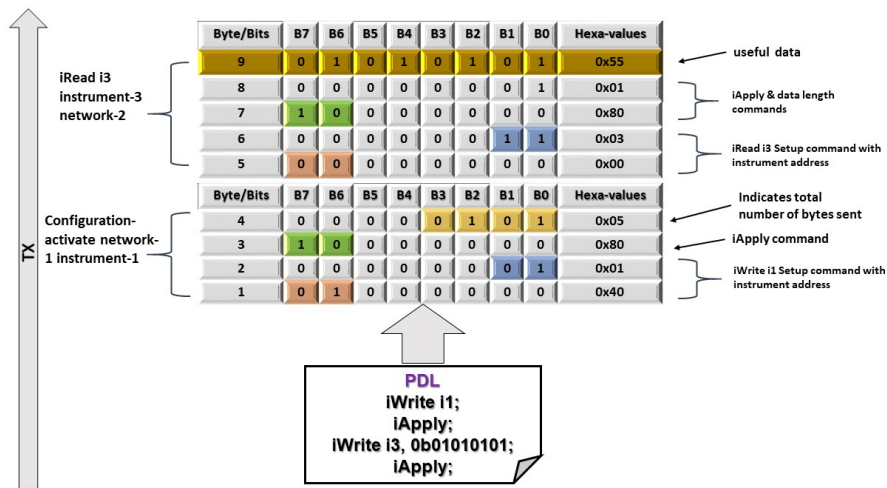 Byte/Bits B7 B6 B5 B4 B3 B2 B1 B0 Hexa-values
9 0 1 0 1 0 1 0 1 0x55
8 0 0 0 0 0 0 0 1 0x01
7 1 0 0 0 0 0 0 0 0x80
6 0 0 0 0 0 0 1 1 0x03
5 0 0 0 0 0 0 0 0 0x00
iRead i3
instrument-3
network-2
useful data
iApply & data length
commands
iRead i3 Setup command with
instrument address
Byte/Bits B7 B6 B5 B4 B3 B2 B1 B0 Hexa-values
4 0 0 0 0 0 1 0 1 0x05
3 1 0 0 0 0 0 0 0 0x80
2 0 0 0 0 0 0 0 1 0x01
1 0 1 0 0 0 0 0 0 0x40
Configuration-
activate network-
1 instrument-1
Indicates total
number of bytes sent
iApply command
iWrite i1 Setup command with
instrument address
TX
PDL
iWrite i1;
iApply;
iWrite i3, 0b01010101;
iApply;